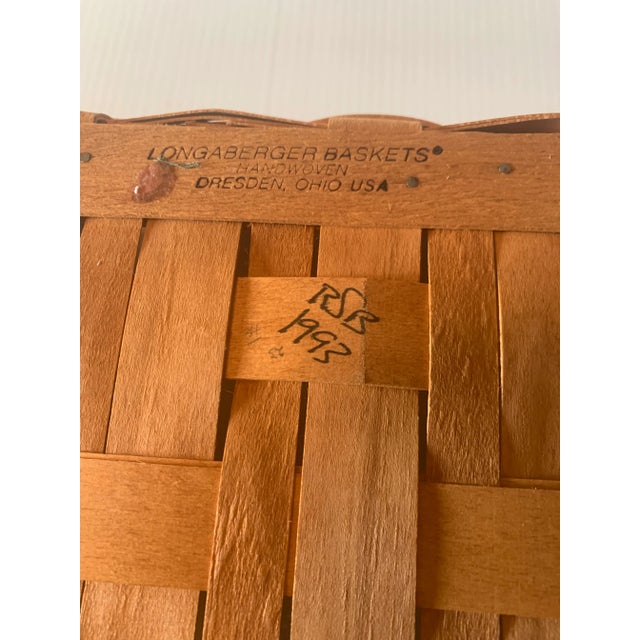 LONGABERGER BASKETS®
HANDWOVEN
DRESDEN, OHIO USA
RSB
1993